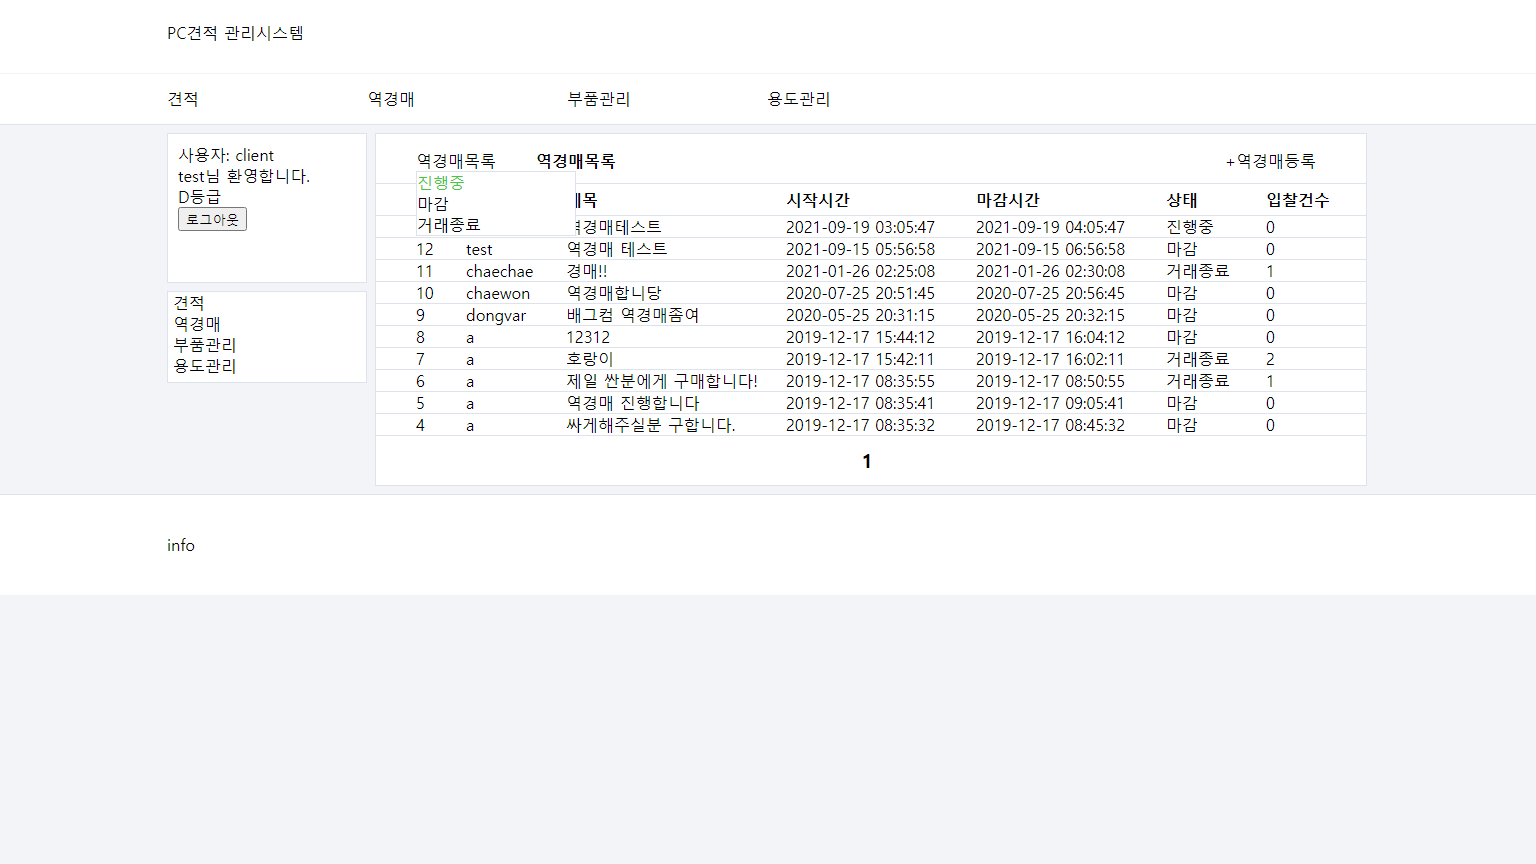 PC견적 관리시스템
견적 역경매 부품관리 용도관리
사용자: client
test님 환영합니다.
D등급
로그아웃
견적
역경매
부품관리
용도관리
역경매목록 역경매목록 +역경매등록
진행중
마감
거래종료
시작시간 마감시간 상태 입찰건수
역경매테스트 2021-09-19 03:05:47 2021-09-19 04:05:47 진행중 0
12 test 역경매 테스트 2021-09-15 05:56:58 2021-09-15 06:56:58 마감 0
11 chaechae 경매!! 2021-01-26 02:25:08 2021-01-26 02:30:08 거래종료 1
10 chaewon 역경매합니당 2020-07-25 20:51:45 2020-07-25 20:56:45 마감 0
9 dongvar 배그컴 역경매좀여 2020-05-25 20:31:15 2020-05-25 20:32:15 마감 0
8 a 12312 2019-12-17 15:44:12 2019-12-17 16:04:12 마감 0
7 a 호랑이 2019-12-17 15:42:11 2019-12-17 16:02:11 거래종료 2
6 a 제일 싼분에게 구매합니다! 2019-12-17 08:35:55 2019-12-17 08:50:55 거래종료 1
5 a 역경매 진행합니다 2019-12-17 08:35:41 2019-12-17 09:05:41 마감 0
4 a 싸게해주실분 구합니다. 2019-12-17 08:35:32 2019-12-17 08:45:32 마감 0
1
info